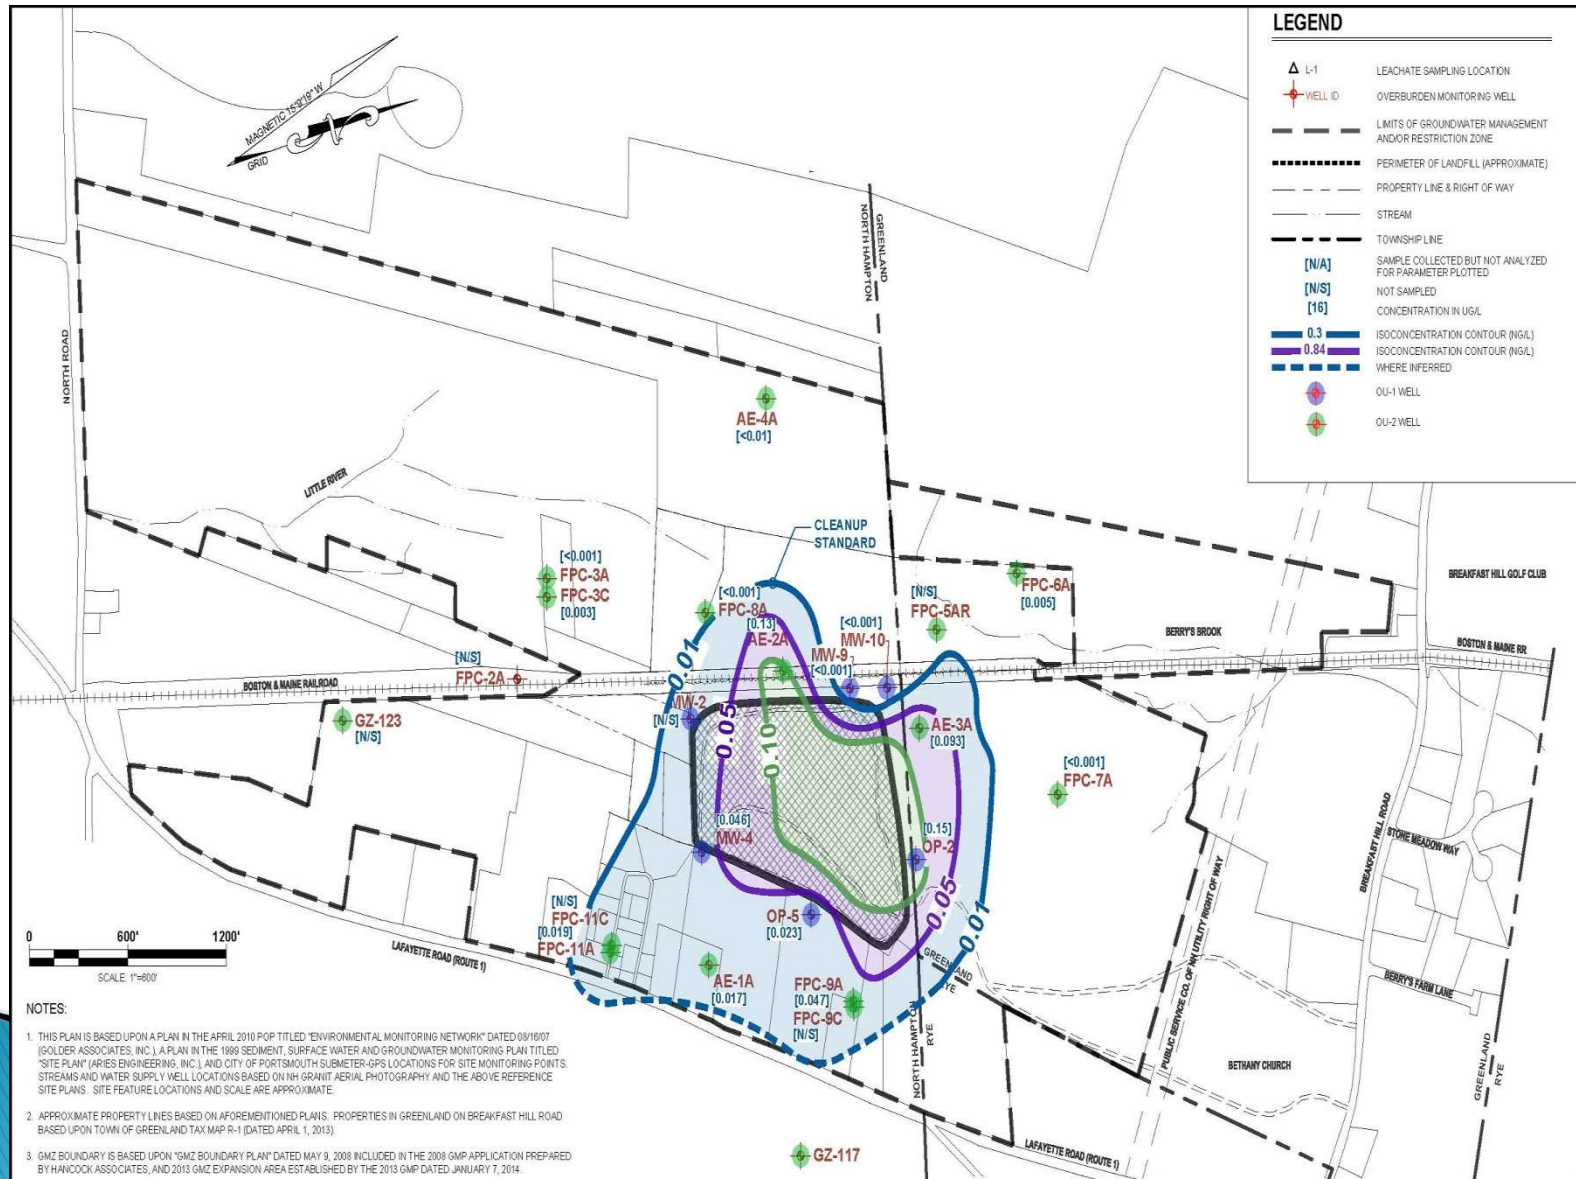 MAGNETIC 15°9'19" W
GRID
LEGEND
L-1
LEACHATE SAMPLING LOCATION
WELL ID
OVERBURDEN MONITORING WELL
LIMITS OF GROUNDWATER MANAGEMENT
AND/OR RESTRICTION ZONE
PERIMETER OF LANDFILL (APPROXIMATE)
PROPERTY LINE & RIGHT OF WAY
STREAM
TOWNSHIP LINE
[N/A]
SAMPLE COLLECTED BUT NOT ANALYZED
FOR PARAMETER PLOTTED
[N/S]
NOT SAMPLED
[16]
CONCENTRATION IN UG/L
0.3
ISOCONCENTRATION CONTOUR (NG/L)
0.84
ISOCONCENTRATION CONTOUR (NG/L)
WHERE INFERRED
OU-1 WELL
OU-2 WELL
GREENLAND
NORTH HAMPTON
NORTH ROAD
AE-4A
[<0.01]
LITTLE RIVER
CLEANUP
STANDARD
[<0.001]
FPC-3A
FPC-3C
[0.003]
[<0.001]
FPC-8A
[0.13]
AE-2A
[<0.001]
MW-10
MW-9
[<0.001]
[N/S]
FPC-5AR
FPC-6A
[0.005]
BREAKFAST HILL GOLF CLUB
BERRY'S BROOK
BOSTON & MAINE RR
[N/S]
FPC-2A
BOSTON & MAINE RAILROAD
0.01
MW-2
[N/S]
GZ-123
[N/S]
0.05
0.10
AE-3A
[0.093]
[<0.001]
FPC-7A
[0.046]
MW-4
[0.15]
OP-2
STONE MEADOW WAY
BREAKFAST HILL ROAD
PUBLIC SERVICE CO. OF NH UTILITY RIGHT OF WAY
0.05
0.01
[N/S]
FPC-11C
[0.019]
FPC-11A
OP-5
[0.023]
AE-1A
[0.017]
FPC-9A
[0.047]
FPC-9C
[N/S]
GREENLAND
RYE
BERRY'S FARM LANE
LAFAYETTE ROAD (ROUTE 1)
NORTH HAMPTON
RYE
BETHANY CHURCH
GREENLAND
RYE
LAFAYETTE ROAD (ROUTE 1)
GZ-117
0 600' 1200'
SCALE: 1"=600'
NOTES:
1. THIS PLAN IS BASED UPON A PLAN IN THE APRIL 2010 POP TITLED "ENVIRONMENTAL MONITORING NETWORK" DATED 08/16/07
(GOLDER ASSOCIATES, INC.), A PLAN IN THE 1999 SEDIMENT, SURFACE WATER AND GROUNDWATER MONITORING PLAN TITLED
"SITE PLAN" (ARIES ENGINEERING, INC.), AND CITY OF PORTSMOUTH SUBMETER-GPS LOCATIONS FOR SITE MONITORING POINTS.
STREAMS AND WATER SUPPLY WELL LOCATIONS BASED ON NH GRANIT AERIAL PHOTOGRAPHY AND THE ABOVE REFERENCE
SITE PLANS. SITE FEATURE LOCATIONS AND SCALE ARE APPROXIMATE.
2. APPROXIMATE PROPERTY LINES BASED ON AFOREMENTIONED PLANS. PROPERTIES IN GREENLAND ON BREAKFAST HILL ROAD
BASED UPON TOWN OF GREENLAND TAX MAP R-1 (DATED APRIL 1, 2013).
3. GMZ BOUNDARY IS BASED UPON "GMZ BOUNDARY PLAN" DATED MAY 9, 2008 INCLUDED IN THE 2008 GMP APPLICATION PREPARED
BY HANCOCK ASSOCIATES, AND 2013 GMZ EXPANSION AREA ESTABLISHED BY THE 2013 GMP DATED JANUARY 7, 2014.